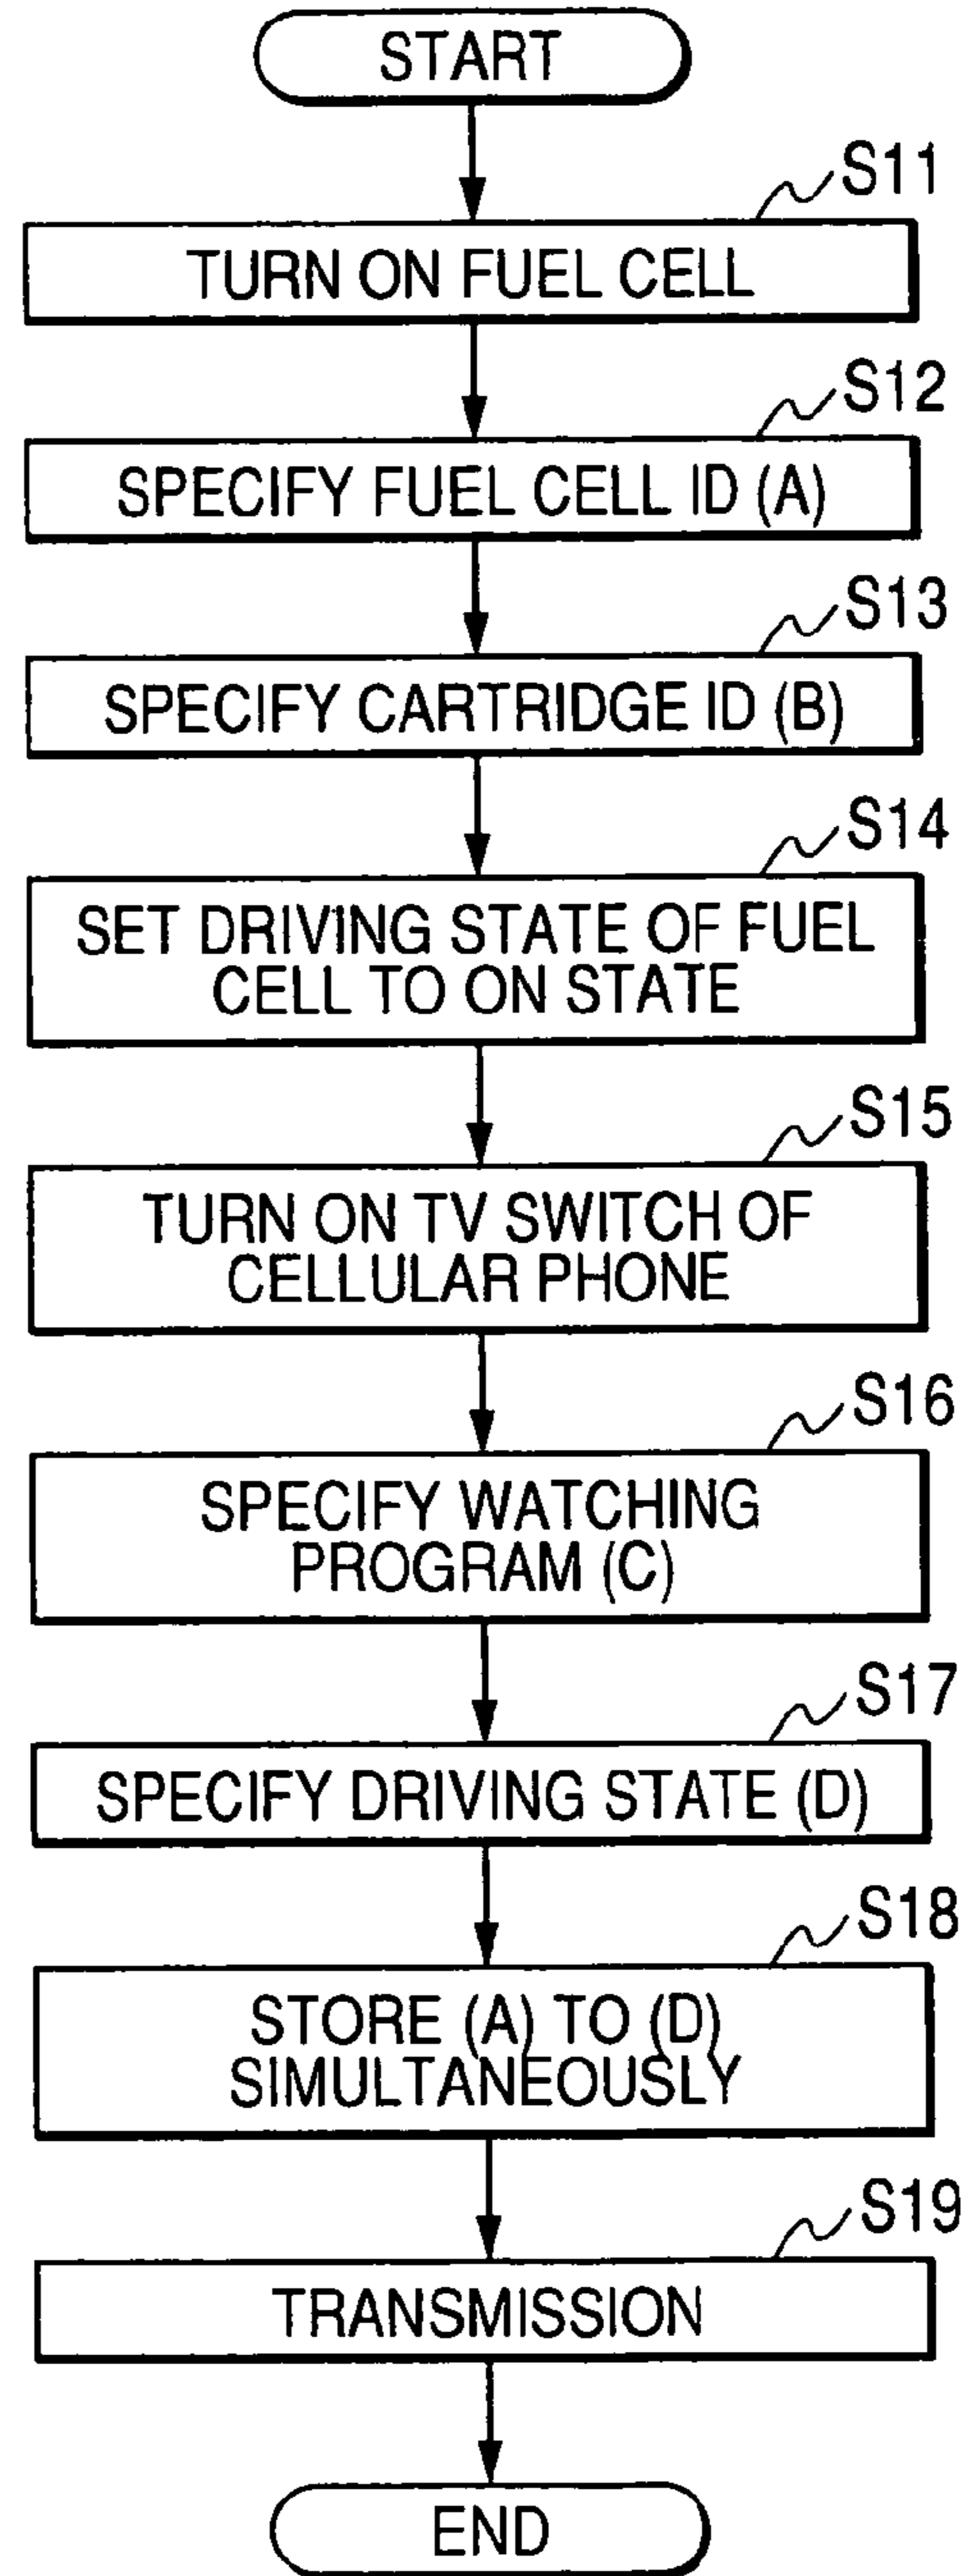 START
S11
TURN ON FUEL CELL
S12
SPECIFY FUEL CELL ID (A)
S13
SPECIFY CARTRIDGE ID (B)
S14
SET DRIVING STATE OF FUEL
CELL TO ON STATE
S15
TURN ON TV SWITCH OF
CELLULAR PHONE
S16
SPECIFY WATCHING
PROGRAM (C)
S17
SPECIFY DRIVING STATE (D)
S18
STORE (A) TO (D)
SIMULTANEOUSLY
S19
TRANSMISSION
END